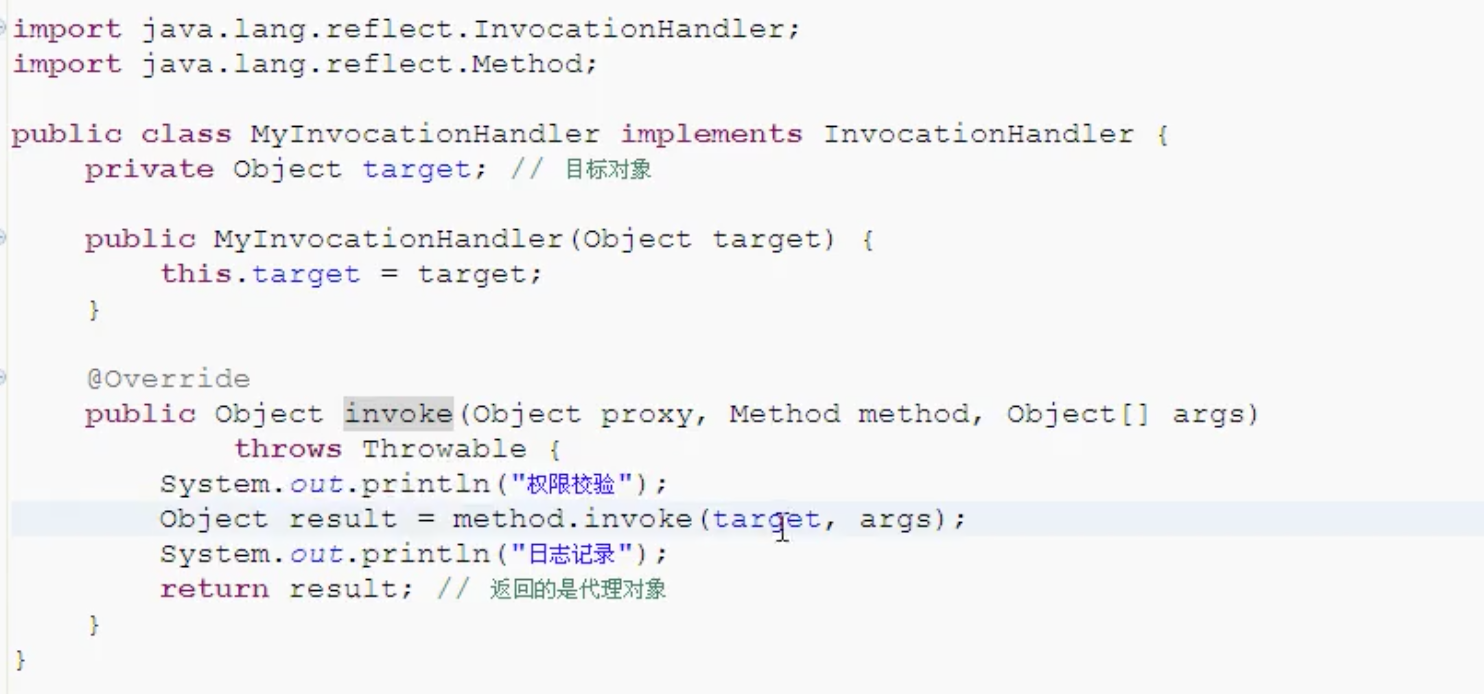 import java.lang.reflect.InvocationHandler;
import java.lang.reflect.Method;
public class MyInvocationHandler implements InvocationHandler {
private Object target; // 目标对象
public MyInvocationHandler(Object target) {
this.target = target;
}
@Override
public Object invoke(Object proxy, Method method, Object[] args)
throws Throwable {
System.out.println("权限校验");
Object result = method.invoke(target, args);
System.out.println("日志记录");
return result; // 返回的是代理对象
}
}